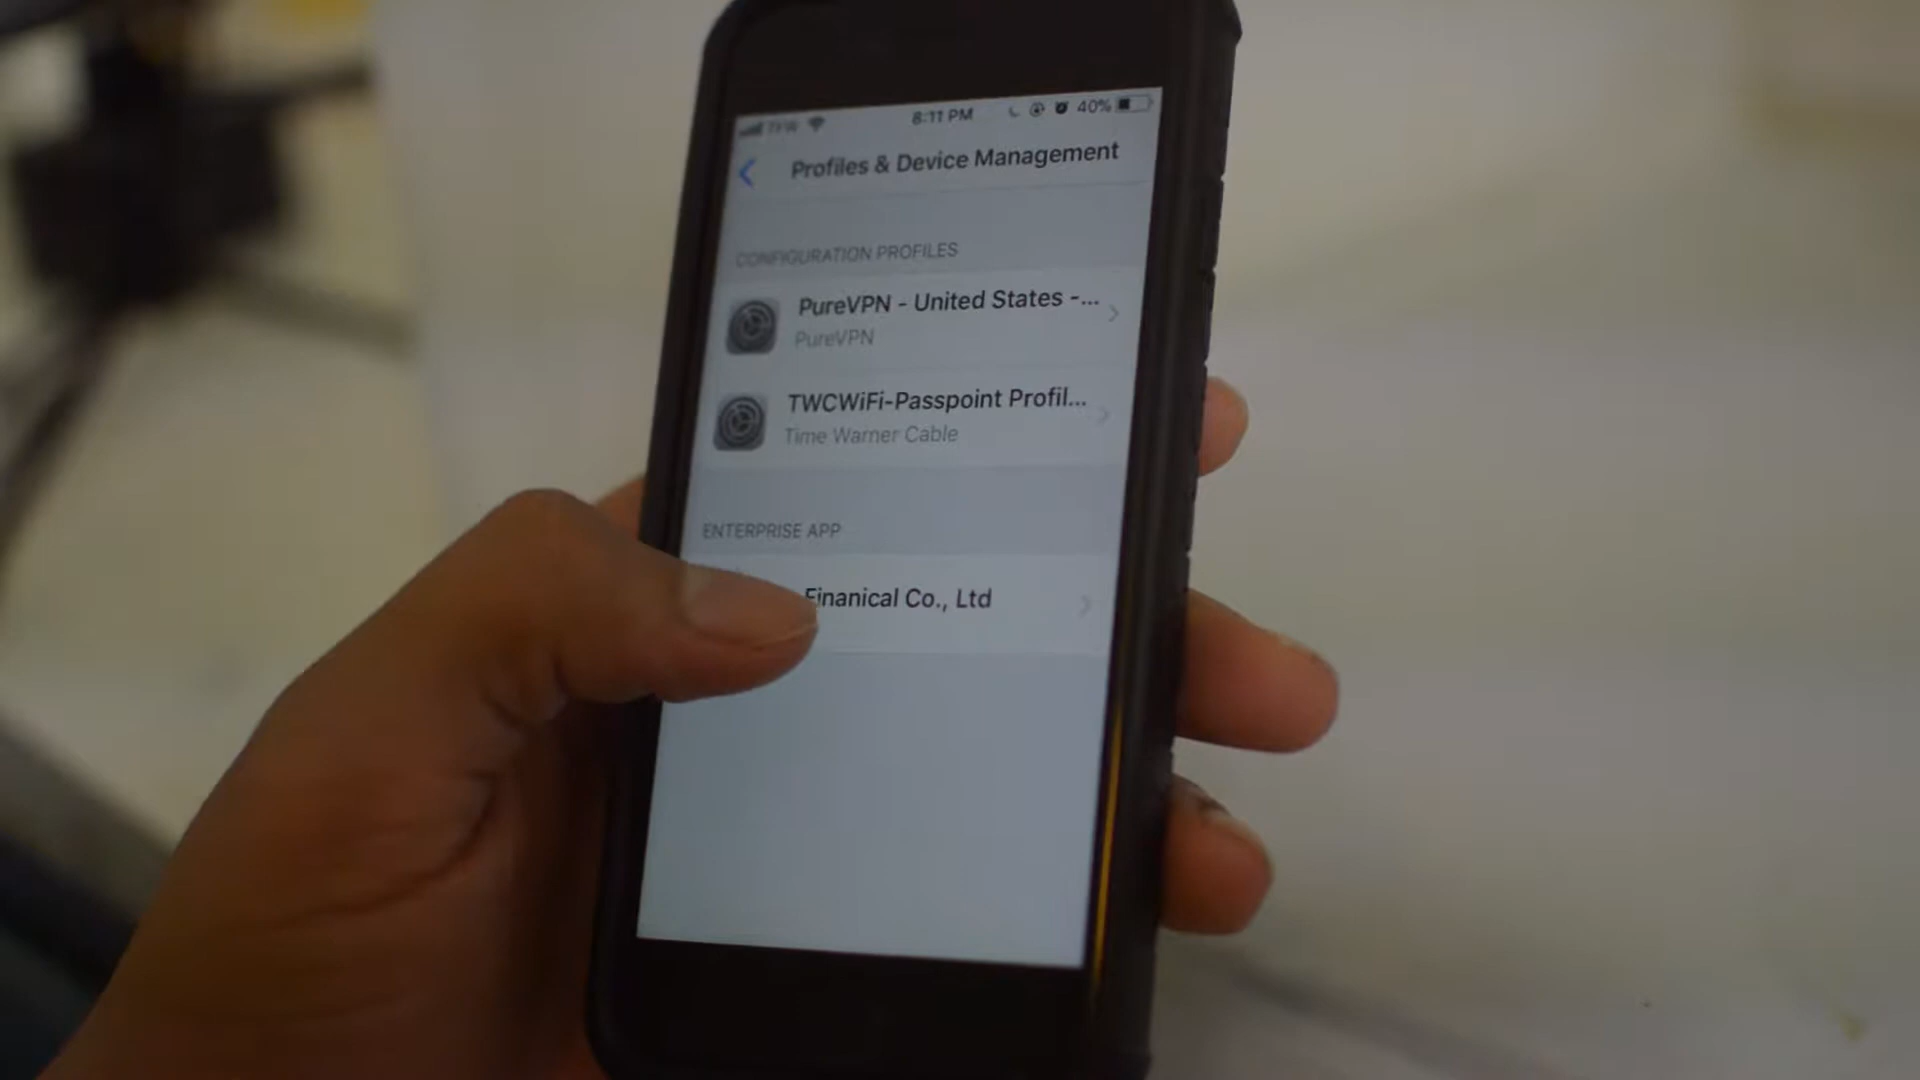 TFW 8:11 PM 40%
Profiles & Device Management
CONFIGURATION PROFILES
PureVPN - United States -...
PureVPN
TWCWiFi-Passpoint Profil...
Time Warner Cable
ENTERPRISE APP
Finanical Co., Ltd